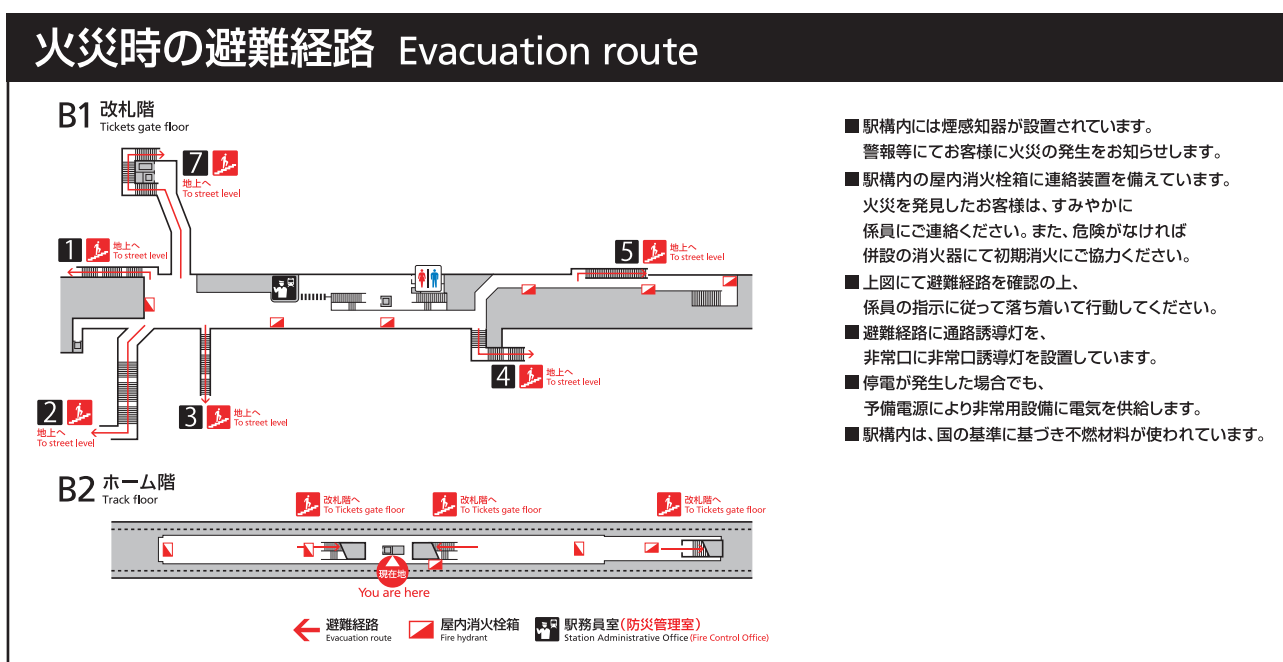 火災時の避難経路 Evacuation route
B1 改札階
Tickets gate floor
7
地上へ
To street level
1
地上へ
To street level
5
地上へ
To street level
4
地上へ
To street level
2
地上へ
To street level
3
地上へ
To street level
B2 ホーム階
Track floor
改札階へ
To Tickets gate floor
改札階へ
To Tickets gate floor
改札階へ
To Tickets gate floor
現在地
You are here
避難経路
Evacuation route
屋内消火栓箱
Fire hydrant
駅務員室(防災管理室)
Station Administrative Office (Fire Control Office)
■駅構内には煙感知器が設置されています。
警報等にてお客様に火災の発生をお知らせします。
■駅構内の屋内消火栓箱に連絡装置を備えています。
火災を発見したお客様は、すみやかに
係員にご連絡ください。また、危険がなければ
併設の消火器にて初期消火にご協力ください。
■上図にて避難経路を確認の上、
係員の指示に従って落ち着いて行動してください。
■避難経路に通路誘導灯を、
非常口に非常口誘導灯を設置しています。
■停電が発生した場合でも、
予備電源により非常用設備に電気を供給します。
■駅構内は、国の基準に基づき不燃材料が使われています。